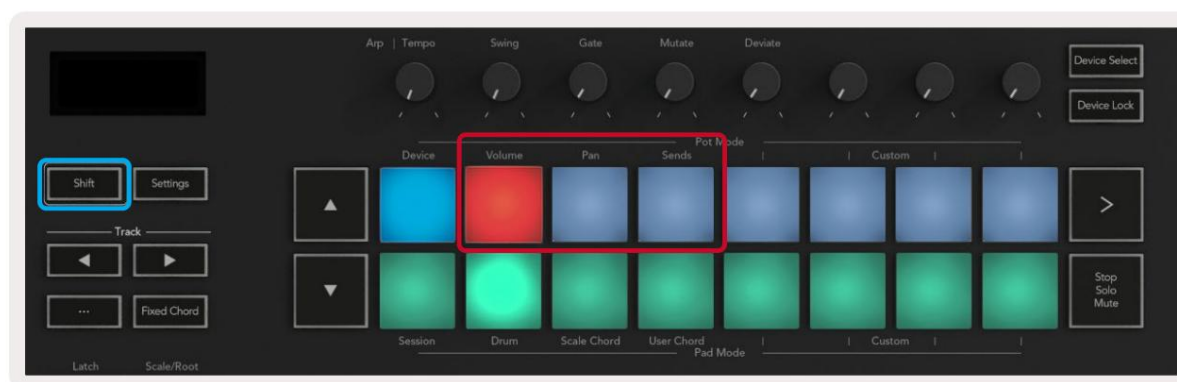 Arp | Tempo Swing Gate Mutate Deviate
Device Select
Device Lock
Pot Mode
Device Volume Pan Sends | | Custom | |
Shift Settings
Track
... Fixed Chord
>
Stop
Solo
Mute
Session Drum Scale Chord User Chord | | Custom | |
Pad Mode
Latch Scale/Root